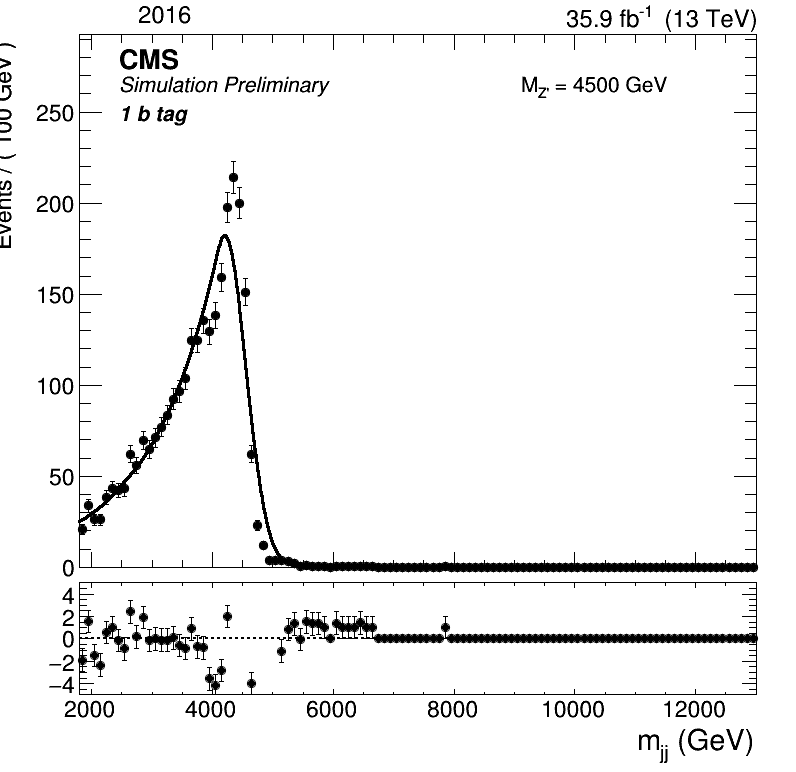 2016 35.9 fb⁻¹ (13 TeV)
CMS
Simulation Preliminary
M_Z' = 4500 GeV
1 b tag
Events / ( 100 GeV )
250
200
150
100
50
0
4
2
0
−2
−4
2000 4000 6000 8000 10000 12000
m_jj (GeV)